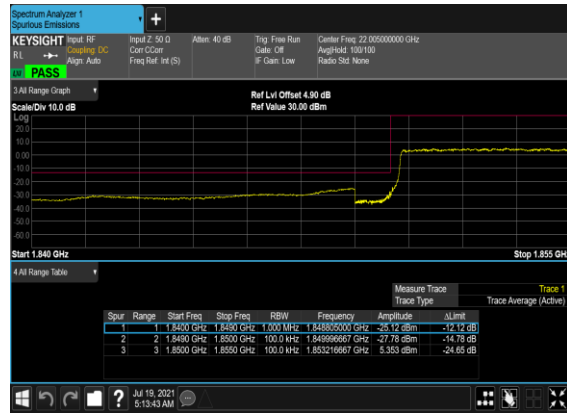 Spectrum Analyzer 1
Spurious Emissions
+
KEYSIGHT Input: RF Input Z: 50 Ω Atten: 40 dB Trig: Free Run Center Freq: 22.005000000 GHz
RL Coupling: DC Corr CCorr Gate: Off Avg|Hold: 100/100
Align: Auto Freq Ref: Int (S) IF Gain: Low Radio Std: None
PASS
3 All Range Graph
Ref Lvl Offset 4.90 dB
Scale/Div 10.0 dB Ref Value 30.00 dBm
Log
20.0
10.0
0.00
-10.0
-20.0
-30.0
-40.0
-50.0
-60.0
Start 1.840 GHz Stop 1.855 GHz
4 All Range Table
Measure Trace Trace 1
Trace Type Trace Average (Active)
Spur Range Start Freq Stop Freq RBW Frequency Amplitude ΔLimit
1 1 1.8400 GHz 1.8490 GHz 1.000 MHz 1.848805000 GHz -25.12 dBm -12.12 dB
2 2 1.8490 GHz 1.8500 GHz 100.0 kHz 1.849996667 GHz -27.78 dBm -14.78 dB
3 3 1.8500 GHz 1.8550 GHz 100.0 kHz 1.853216667 GHz 5.353 dBm -24.65 dB
? Jul 19, 2021
5:13:43 AM